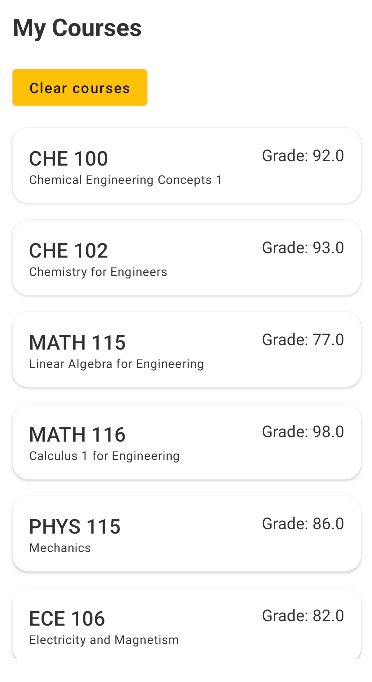 My Courses
Clear courses
CHE 100
Grade: 92.0
Chemical Engineering Concepts 1
CHE 102
Grade: 93.0
Chemistry for Engineers
MATH 115
Grade: 77.0
Linear Algebra for Engineering
MATH 116
Grade: 98.0
Calculus 1 for Engineering
PHYS 115
Grade: 86.0
Mechanics
ECE 106
Grade: 82.0
Electricity and Magnetism